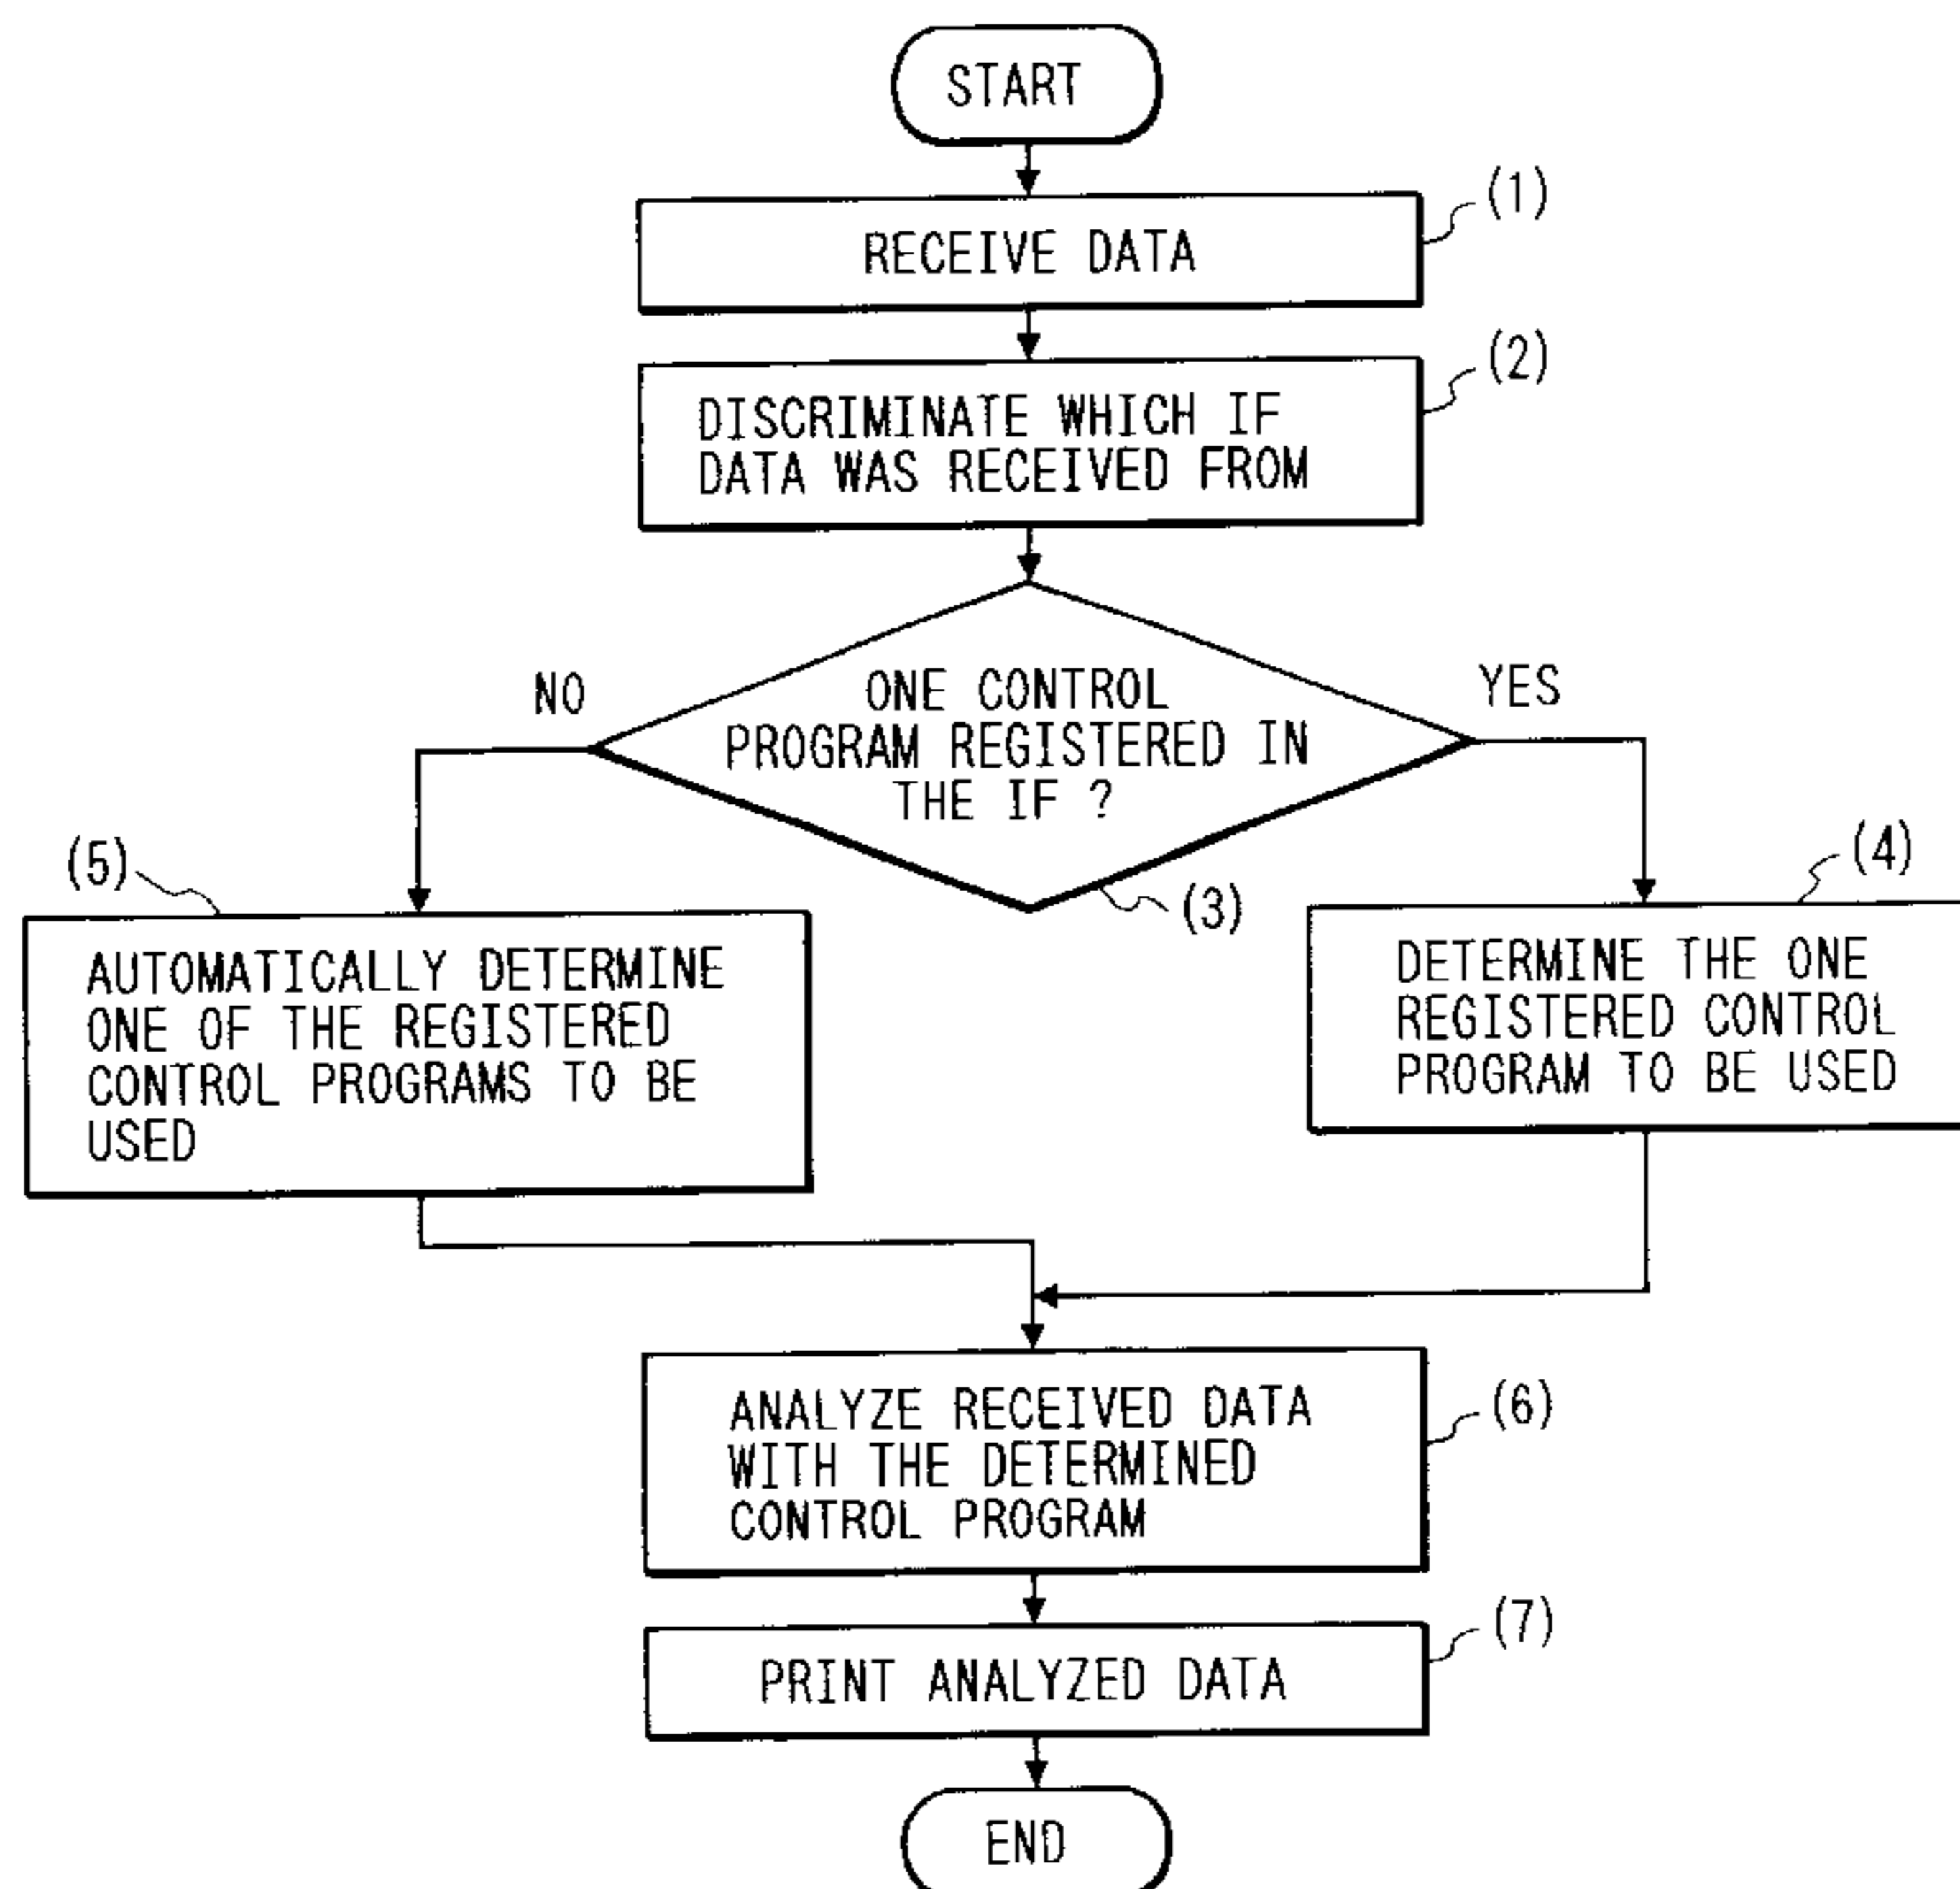 START
(1)
RECEIVE DATA
(2)
DISCRIMINATE WHICH IF
DATA WAS RECEIVED FROM
NO
YES
ONE CONTROL
PROGRAM REGISTERED IN
THE IF ?
(3)
(5)
AUTOMATICALLY DETERMINE
ONE OF THE REGISTERED
CONTROL PROGRAMS TO BE
USED
(4)
DETERMINE THE ONE
REGISTERED CONTROL
PROGRAM TO BE USED
(6)
ANALYZE RECEIVED DATA
WITH THE DETERMINED
CONTROL PROGRAM
(7)
PRINT ANALYZED DATA
END